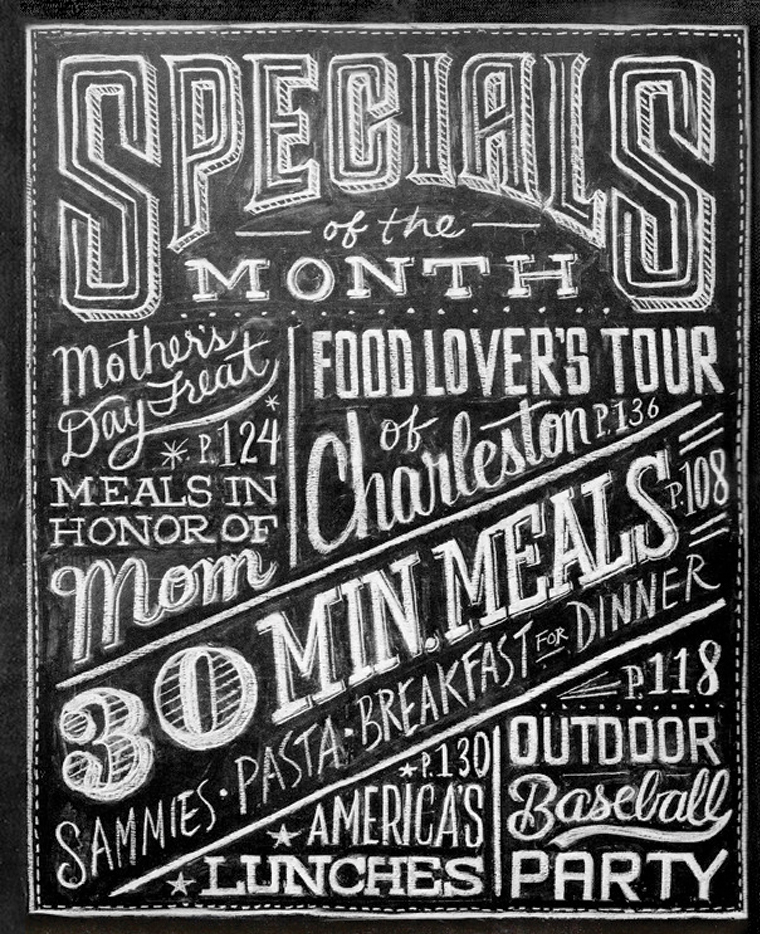 SPECIALS
of the
MONTH
Mother's
Day Treat
P.124
MEALS IN
HONOR OF
Mom
FOOD LOVER'S TOUR
of
Charleston P.136
30 MIN. MEALS P.108
SAMMIES · PASTA · BREAKFAST FOR DINNER
P.130
AMERICA'S
LUNCHES
P.118
OUTDOOR
Baseball
PARTY